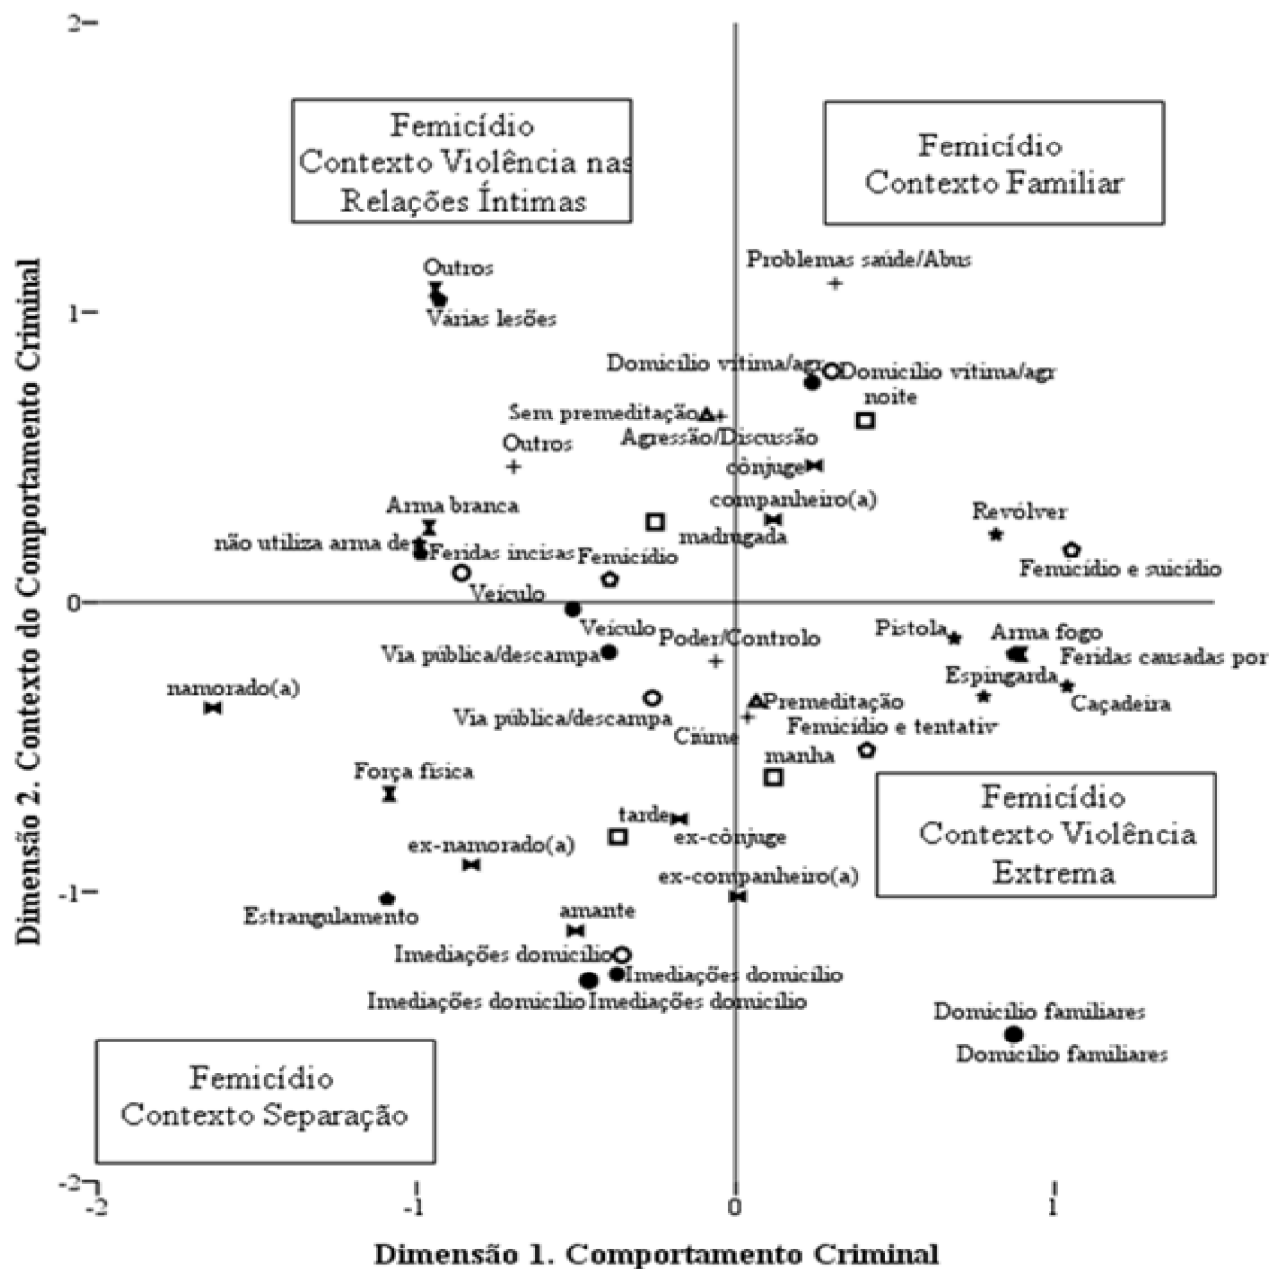 2
Femicídio
Contexto Violência nas
Relações Íntimas
Femicídio
Contexto Familiar
Problemas saúde/Abus
Outros
1
Várias lesões
Domicílio vítima/agr
Domicílio vítima/agr
noite
Sem premeditação
Agressão/Discussão
Outros
cônjuge
Arma branca
companheiro(a)
Revólver
madrugada
não utiliza arma de
Feridas incisas
Femicídio
Femicídio e suicídio
Veículo
0
Veículo
Poder/Controlo
Pistola
Arma fogo
Via pública/descampa
Feridas causadas por
Espingarda
namorado(a)
Premeditação
Caçadeira
Via pública/descampa
Ciúme
Femicídio e tentativ
manha
Força física
Femicídio
Contexto Violência
Extrema
tarde
ex-cônjuge
ex-namorado(a)
ex-companheiro(a)
-1
amante
Estrangulamento
Imediações domicílio
Imediações domicílio
Imediações domicílio
Imediações domicílio
Domicílio familiares
Domicílio familiares
Femicídio
Contexto Separação
-2
-2
-1
0
1
Dimensão 1. Comportamento Criminal
Dimensão 2. Contexto do Comportamento Criminal